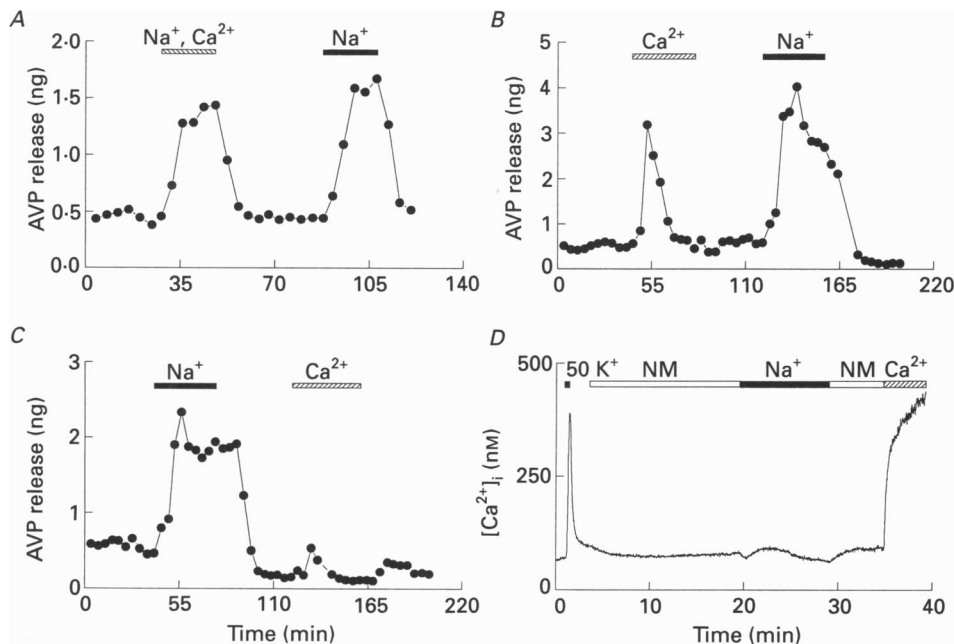 A
2·0
1·5
1·0
0·5
0·0
AVP release (ng)
Na⁺, Ca²⁺
Na⁺
0 35 70 105 140
B
5
4
3
2
1
0
AVP release (ng)
Ca²⁺
Na⁺
0 55 110 165 220
C
3
2
1
0
AVP release (ng)
Na⁺
Ca²⁺
0 55 110 165 220
Time (min)
D
500
250
0
[Ca²⁺]ᵢ (nM)
50 K⁺ NM Na⁺ NM Ca²⁺
0 10 20 30 40
Time (min)